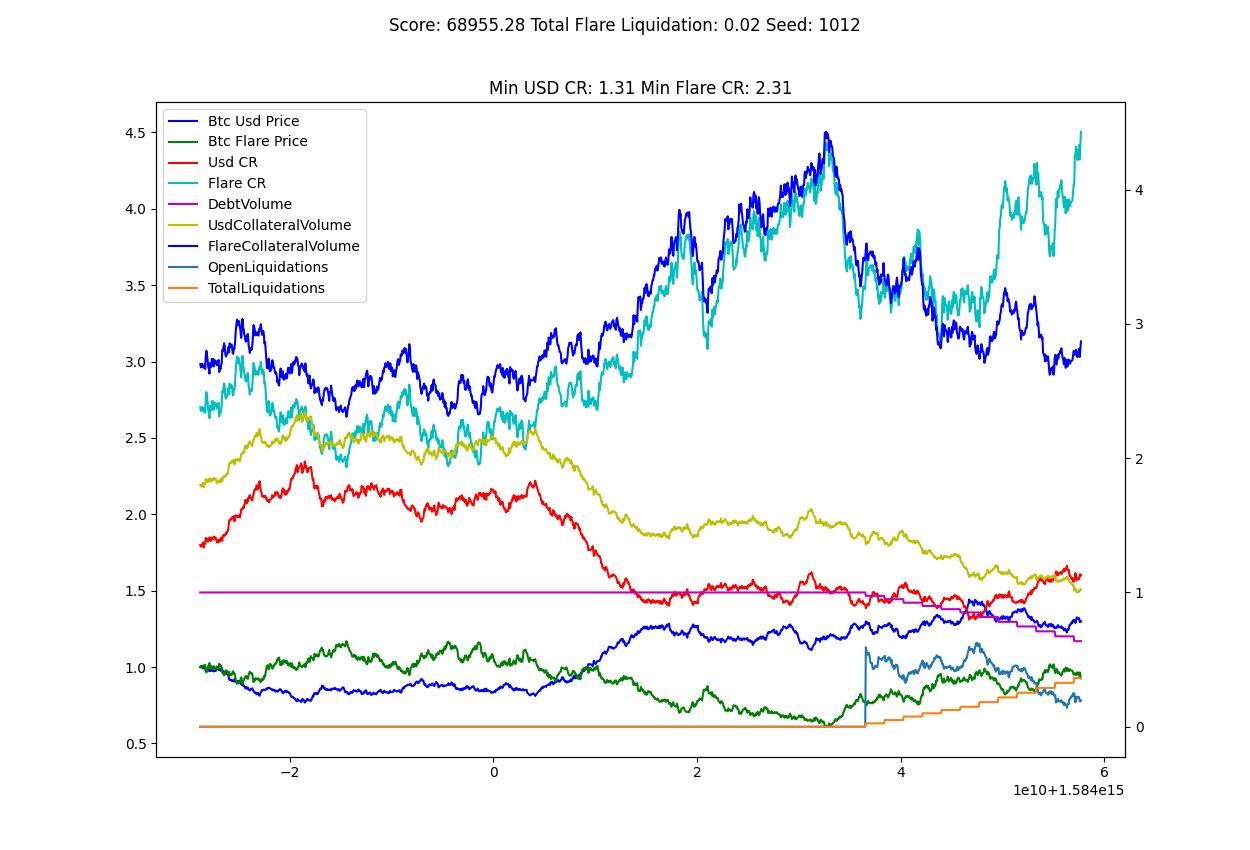 Score: 68955.28 Total Flare Liquidation: 0.02 Seed: 1012
Min USD CR: 1.31 Min Flare CR: 2.31
Btc Usd Price
Btc Flare Price
Usd CR
Flare CR
DebtVolume
UsdCollateralVolume
FlareCollateralVolume
OpenLiquidations
TotalLiquidations
4.5
4.0
3.5
3.0
2.5
2.0
1.5
1.0
0.5
4
3
2
1
0
−2
0
2
4
6
1e10+1.584e15